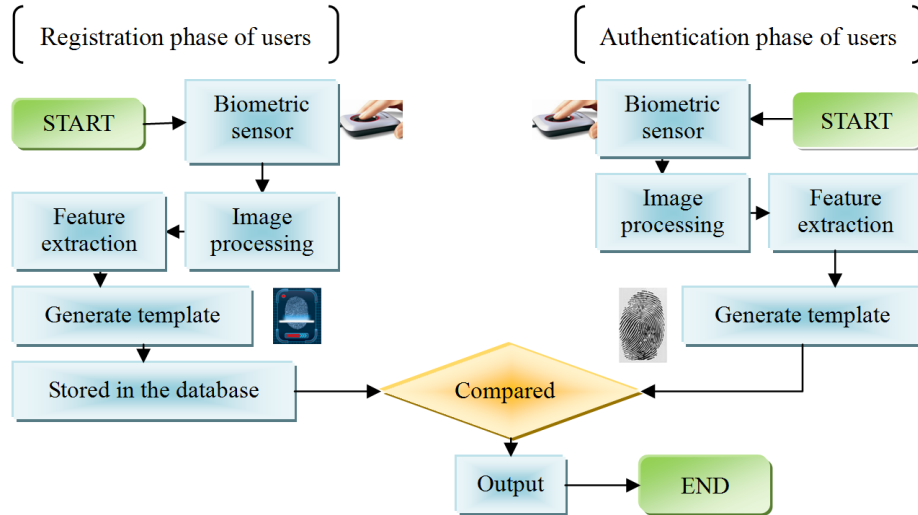 Registration phase of users
Authentication phase of users
START
Biometric
sensor
Biometric
sensor
START
Feature
extraction
Image
processing
Image
processing
Feature
extraction
Generate template
Generate template
Stored in the database
Compared
Output
END